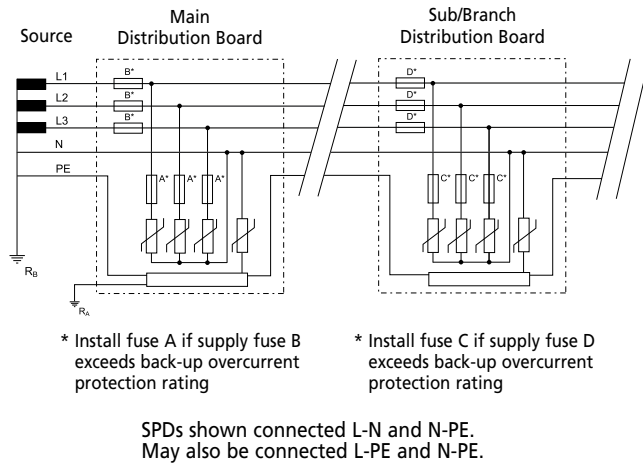 Source
Main
Distribution Board
Sub/Branch
Distribution Board
L1
B*
D*
L2
B*
D*
L3
B*
D*
N
PE
A*
A*
A*
C*
C*
C*
RB
RA
* Install fuse A if supply fuse B
exceeds back-up overcurrent
protection rating
* Install fuse C if supply fuse D
exceeds back-up overcurrent
protection rating
SPDs shown connected L-N and N-PE.
May also be connected L-PE and N-PE.